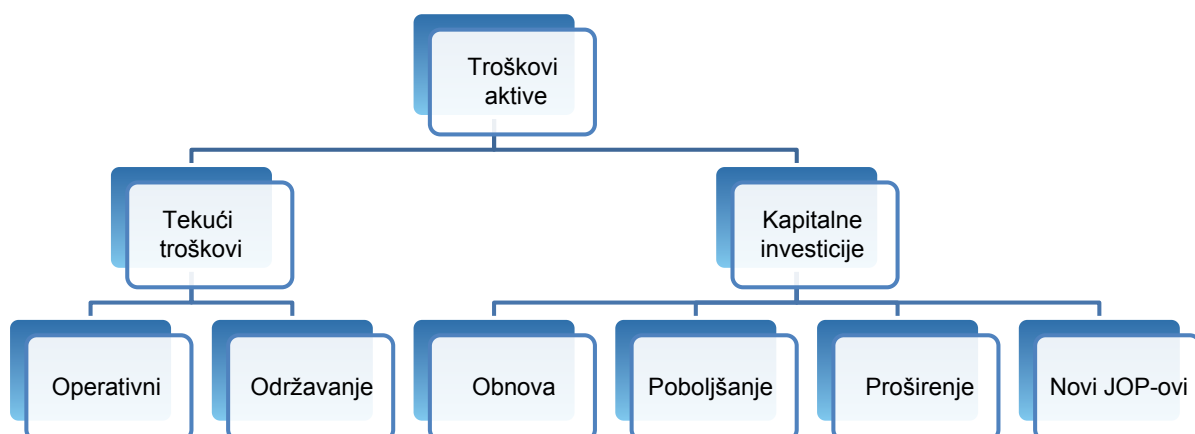 Troškovi
aktive
Tekući
troškovi
Kapitalne
investicije
Operativni
Održavanje
Obnova
Poboljšanje
Proširenje
Novi JOP-ovi